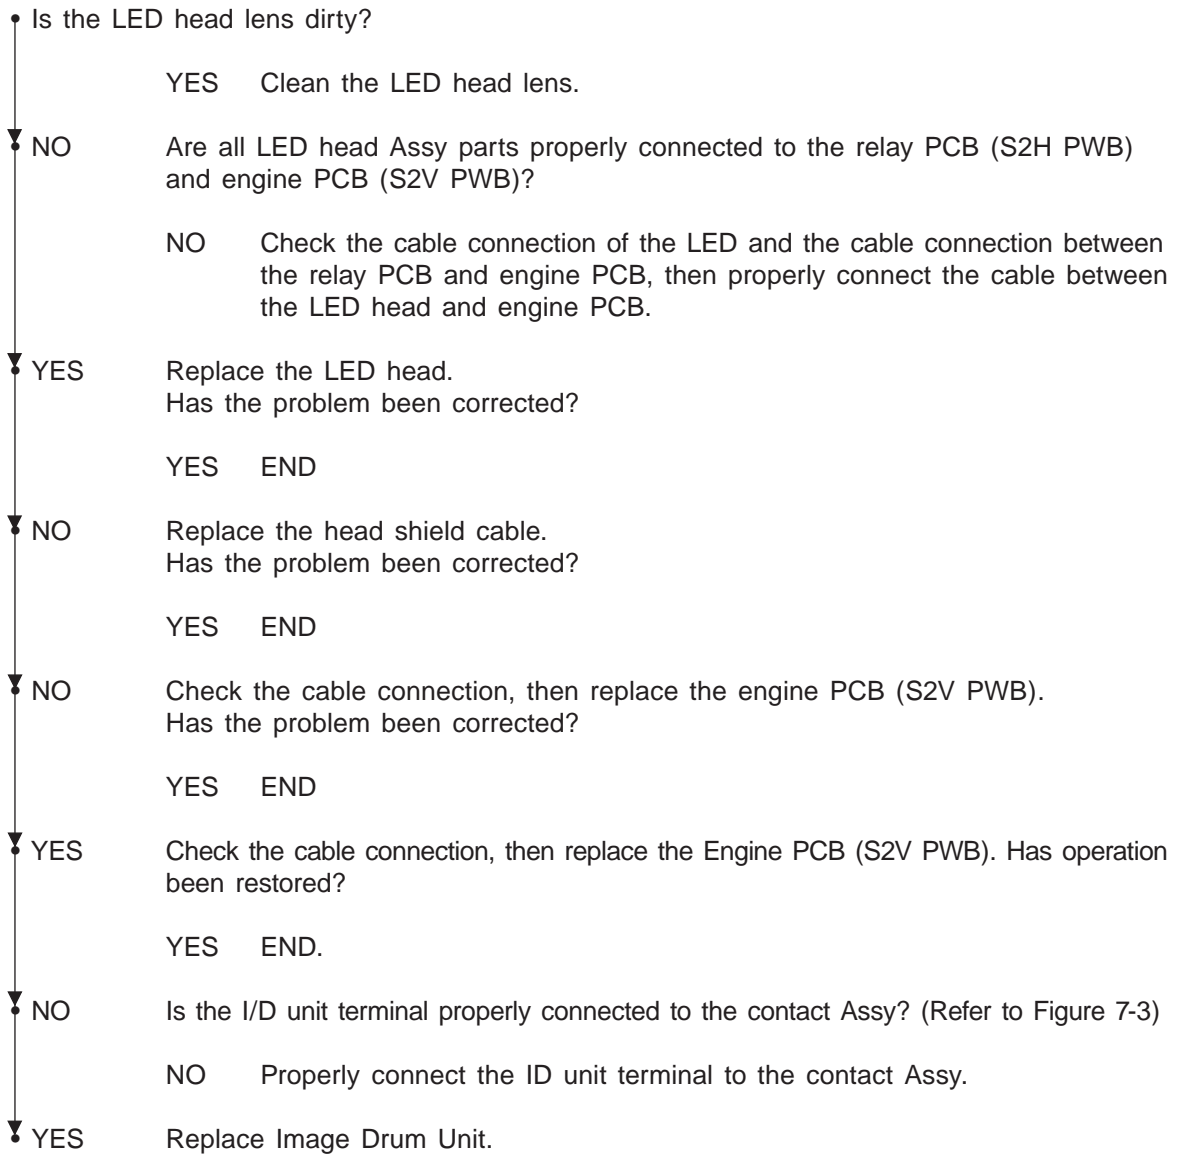 Is the LED head lens dirty?
YES Clean the LED head lens.
NO Are all LED head Assy parts properly connected to the relay PCB (S2H PWB)
and engine PCB (S2V PWB)?
NO Check the cable connection of the LED and the cable connection between
the relay PCB and engine PCB, then properly connect the cable between
the LED head and engine PCB.
YES Replace the LED head.
Has the problem been corrected?
YES END
NO Replace the head shield cable.
Has the problem been corrected?
YES END
NO Check the cable connection, then replace the engine PCB (S2V PWB).
Has the problem been corrected?
YES END
YES Check the cable connection, then replace the Engine PCB (S2V PWB). Has operation
been restored?
YES END.
NO Is the I/D unit terminal properly connected to the contact Assy? (Refer to Figure 7-3)
NO Properly connect the ID unit terminal to the contact Assy.
YES Replace Image Drum Unit.